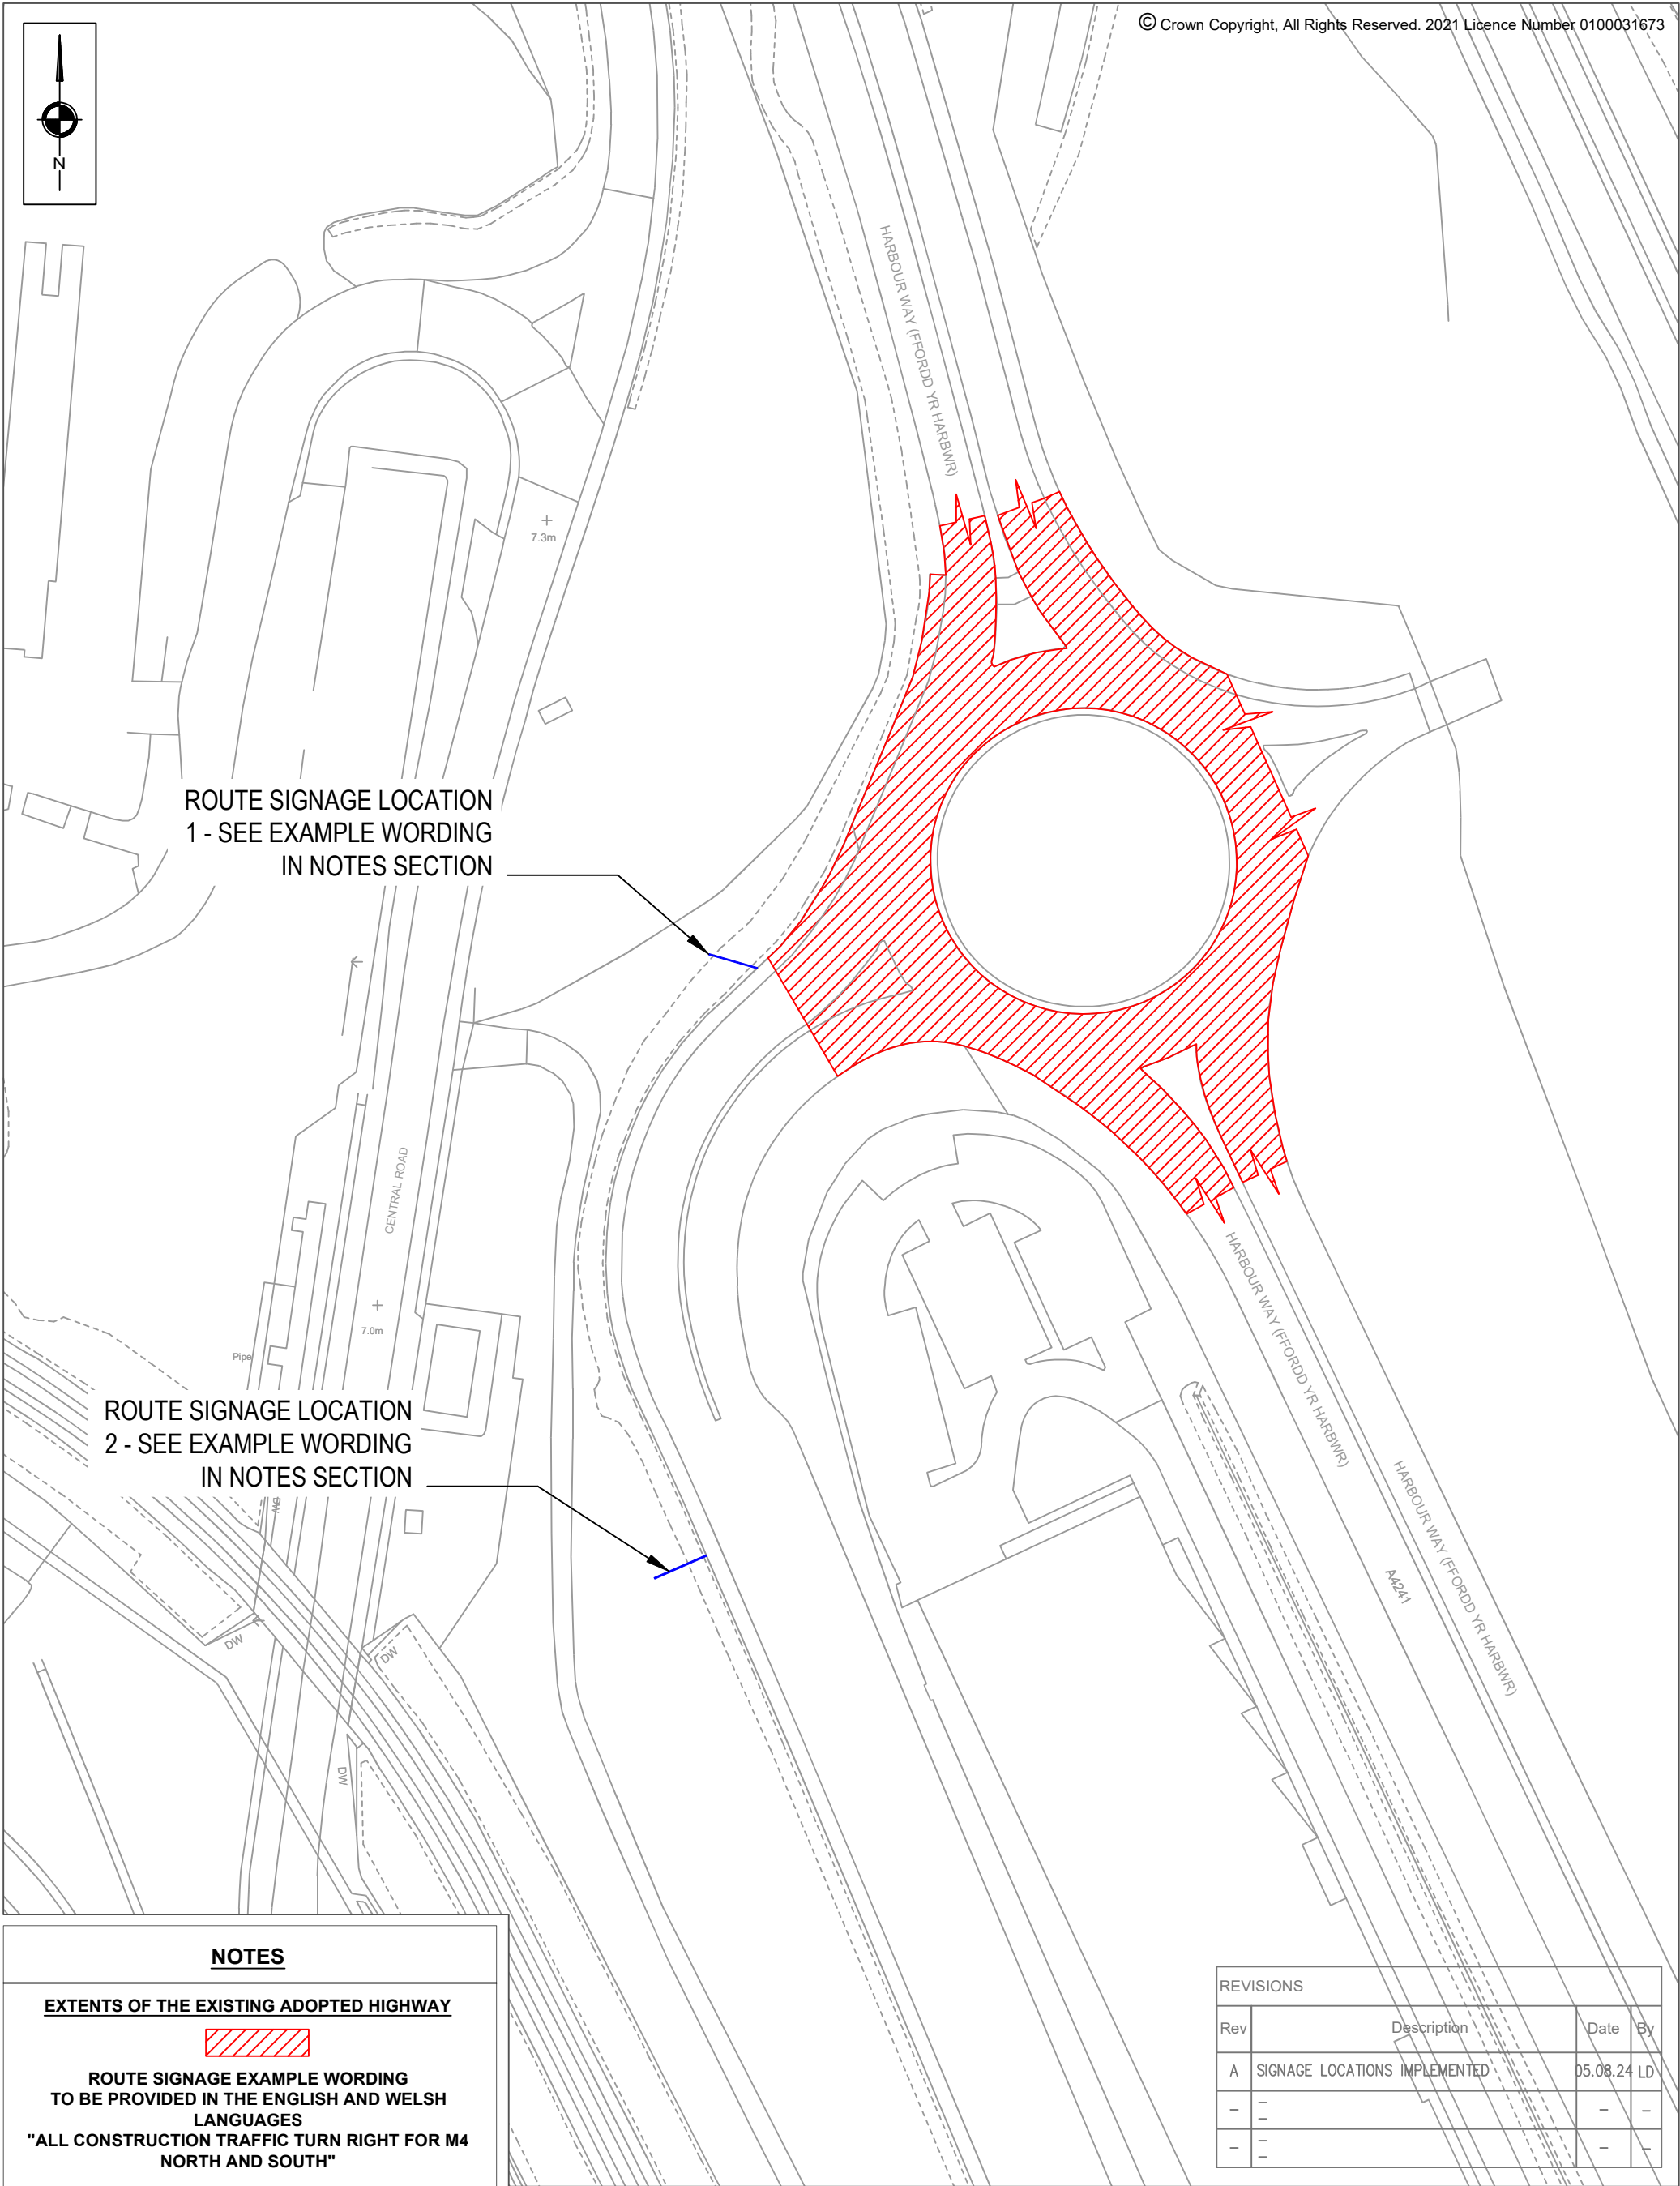 © Crown Copyright, All Rights Reserved. 2021 Licence Number 0100031673
N
HARBOUR WAY (FFORDD YR HARBWR)
7.3m
ROUTE SIGNAGE LOCATION
1 - SEE EXAMPLE WORDING
IN NOTES SECTION
CENTRAL ROAD
7.0m
Pipe
HARBOUR WAY (FFORDD YR HARBWR)
ROUTE SIGNAGE LOCATION
2 - SEE EXAMPLE WORDING
IN NOTES SECTION
DW
HARBOUR WAY (FFORDD YR HARBWR)
A4241
DW
DW
DW
NOTES
EXTENTS OF THE EXISTING ADOPTED HIGHWAY
ROUTE SIGNAGE EXAMPLE WORDING
TO BE PROVIDED IN THE ENGLISH AND WELSH
LANGUAGES
"ALL CONSTRUCTION TRAFFIC TURN RIGHT FOR M4
NORTH AND SOUTH"
REVISIONS
Rev Description Date By
A SIGNAGE LOCATIONS IMPLEMENTED 05.08.24 LD
- - - -
-
- - - -
-